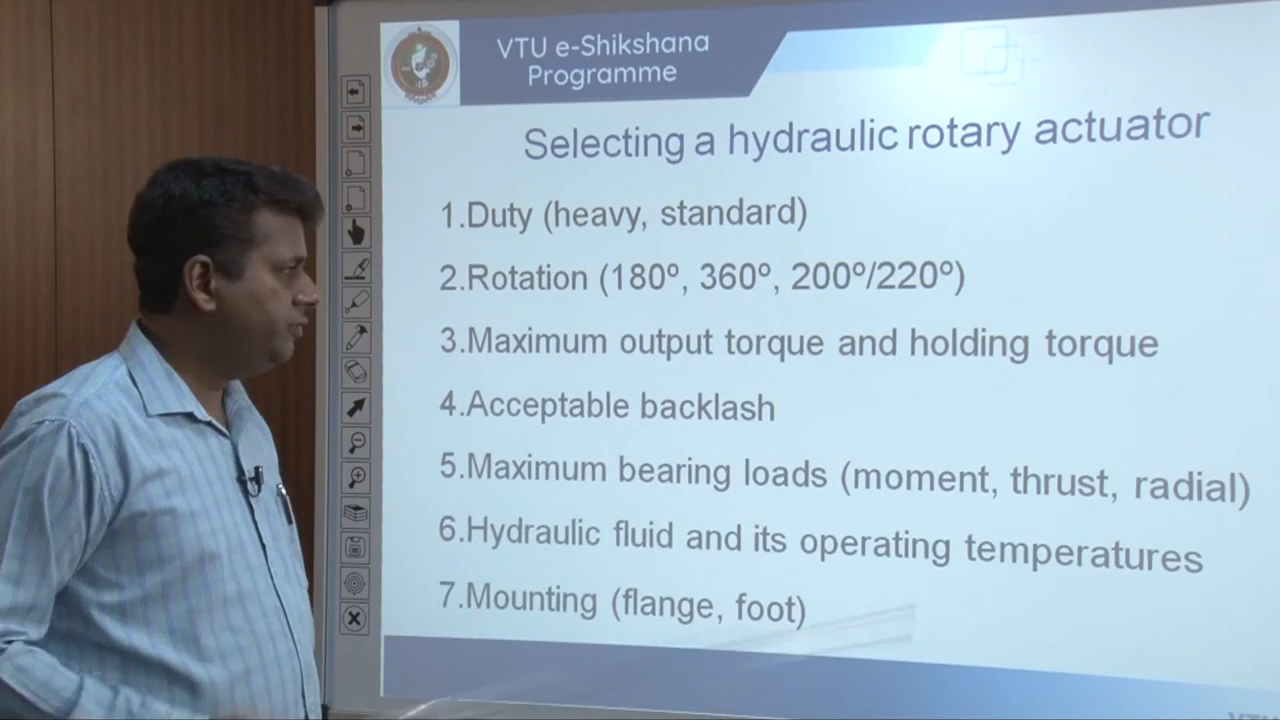 VTU e-Shikshana
Programme
Selecting a hydraulic rotary actuator
1.Duty (heavy, standard)
2.Rotation (180º, 360º, 200º/220º)
3.Maximum output torque and holding torque
4.Acceptable backlash
5.Maximum bearing loads (moment, thrust, radial)
6.Hydraulic fluid and its operating temperatures
7.Mounting (flange, foot)